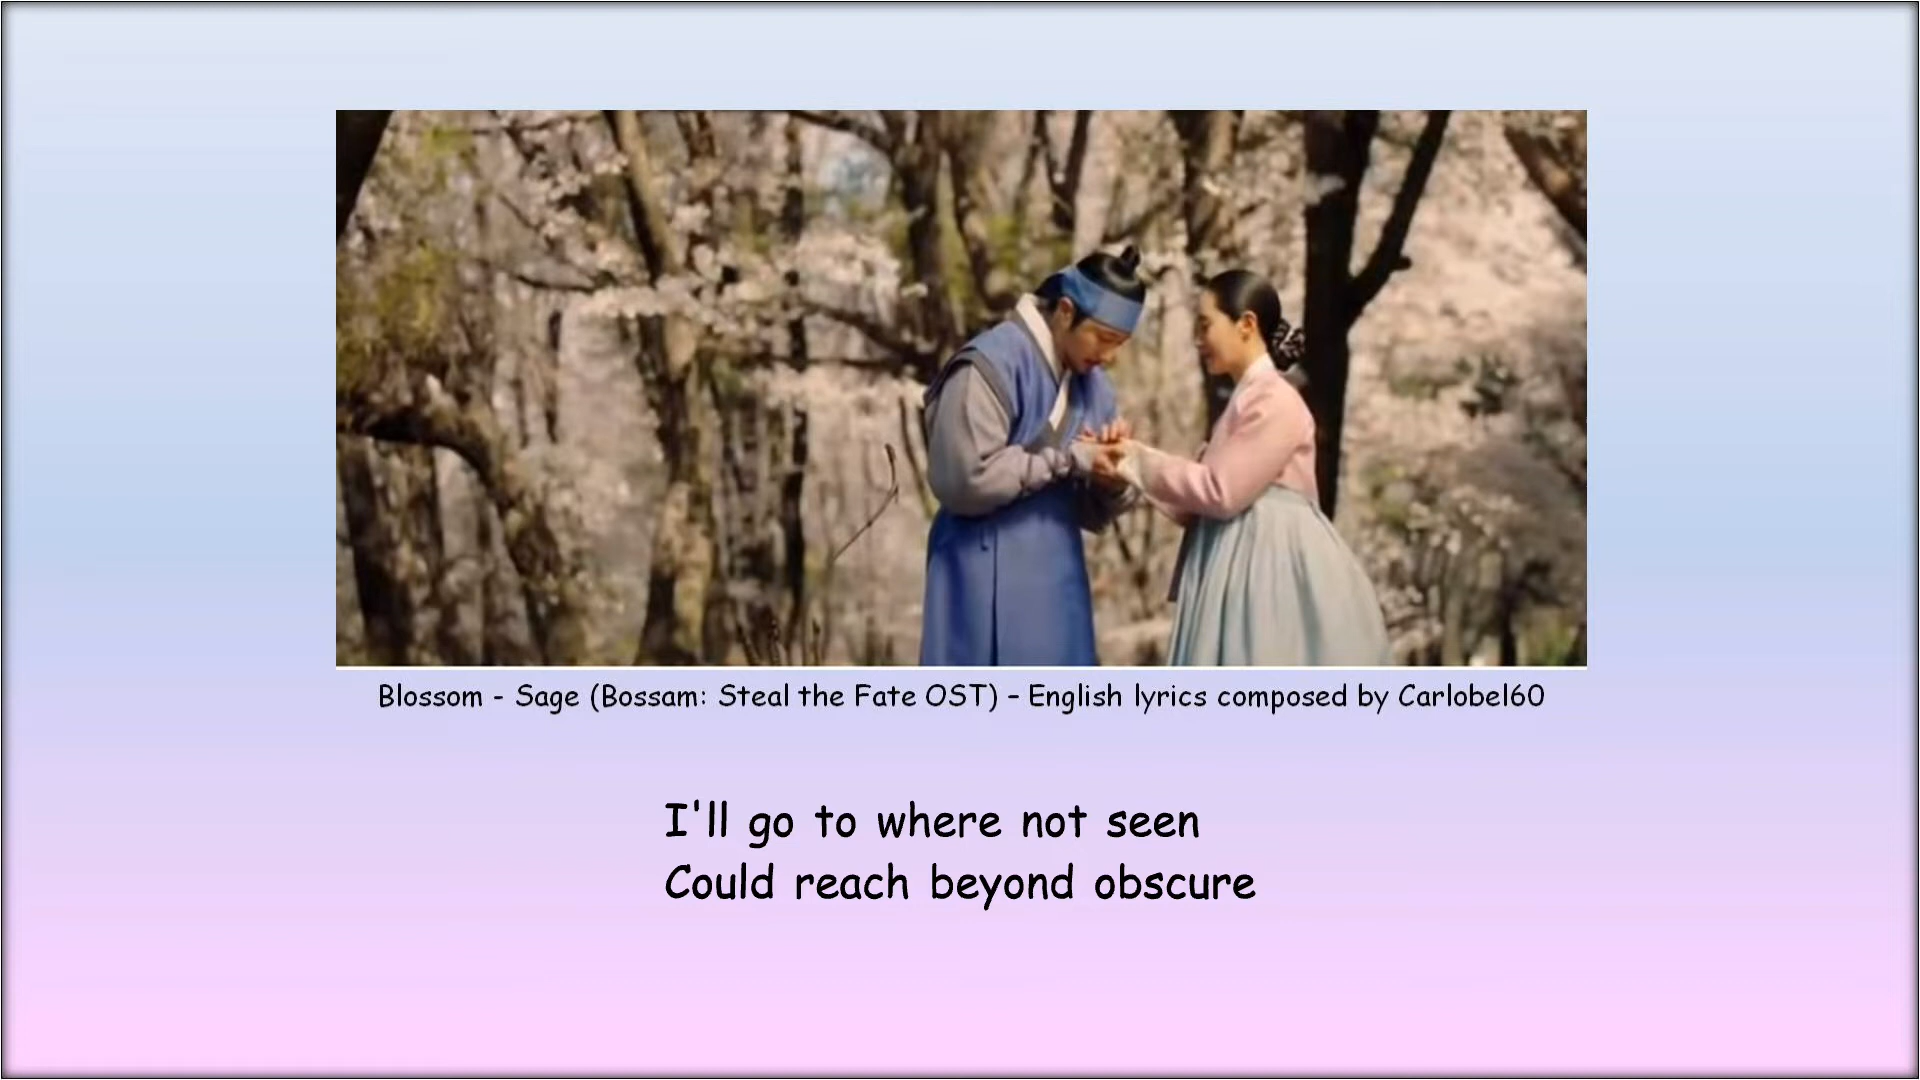 Blossom - Sage (Bossam: Steal the Fate OST) – English lyrics composed by Carlobel60
I'll go to where not seen
Could reach beyond obscure